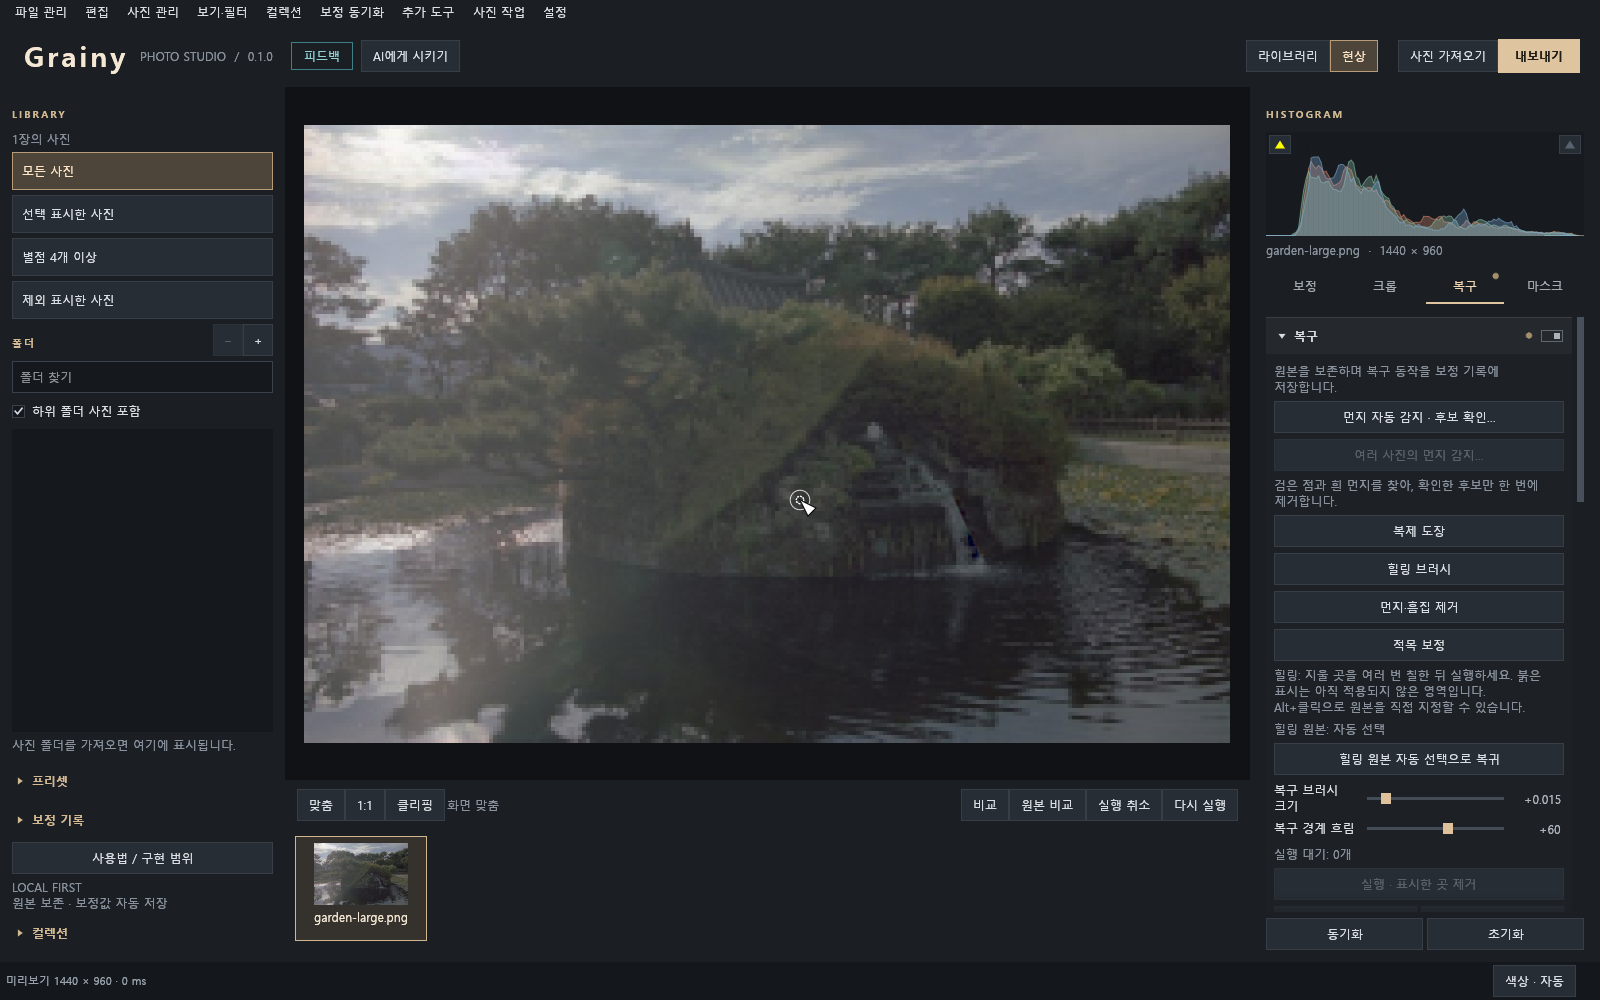 파일 관리 편집 사진 관리 보기·필터 컬렉션 보정 동기화 추가 도구 사진 작업 설정
Grainy PHOTO STUDIO / 0.1.0 피드백 AI에게 시키기 라이브러리 현상 사진 가져오기 내보내기
LIBRARY
1장의 사진
모든 사진
선택 표시한 사진
별점 4개 이상
제외 표시한 사진
폴더 − +
폴더 찾기
하위 폴더 사진 포함
사진 폴더를 가져오면 여기에 표시됩니다.
프리셋
보정 기록
사용법 / 구현 범위
LOCAL FIRST
원본 보존 · 보정값 자동 저장
컬렉션
맞춤 1:1 클리핑 화면 맞춤 비교 원본 비교 실행 취소 다시 실행
garden-large.png
HISTOGRAM
garden-large.png · 1440 × 960
보정 크롭 복구 마스크
복구
원본을 보존하며 복구 동작을 보정 기록에
저장합니다.
먼지 자동 감지 · 후보 확인...
여러 사진의 먼지 감지...
검은 점과 흰 먼지를 찾아, 확인한 후보만 한 번에
제거합니다.
복제 도장
힐링 브러시
먼지·흠집 제거
적목 보정
힐링: 지울 곳을 여러 번 칠한 뒤 실행하세요. 붉은
표시는 아직 적용되지 않은 영역입니다.
Alt+클릭으로 원본을 직접 지정할 수 있습니다.
힐링 원본: 자동 선택
힐링 원본 자동 선택으로 복귀
복구 브러시
크기 +0.015
복구 경계 흐림 +60
실행 대기: 0개
실행 · 표시한 곳 제거
동기화 초기화
미리보기 1440 × 960 · 0 ms 색상 · 자동